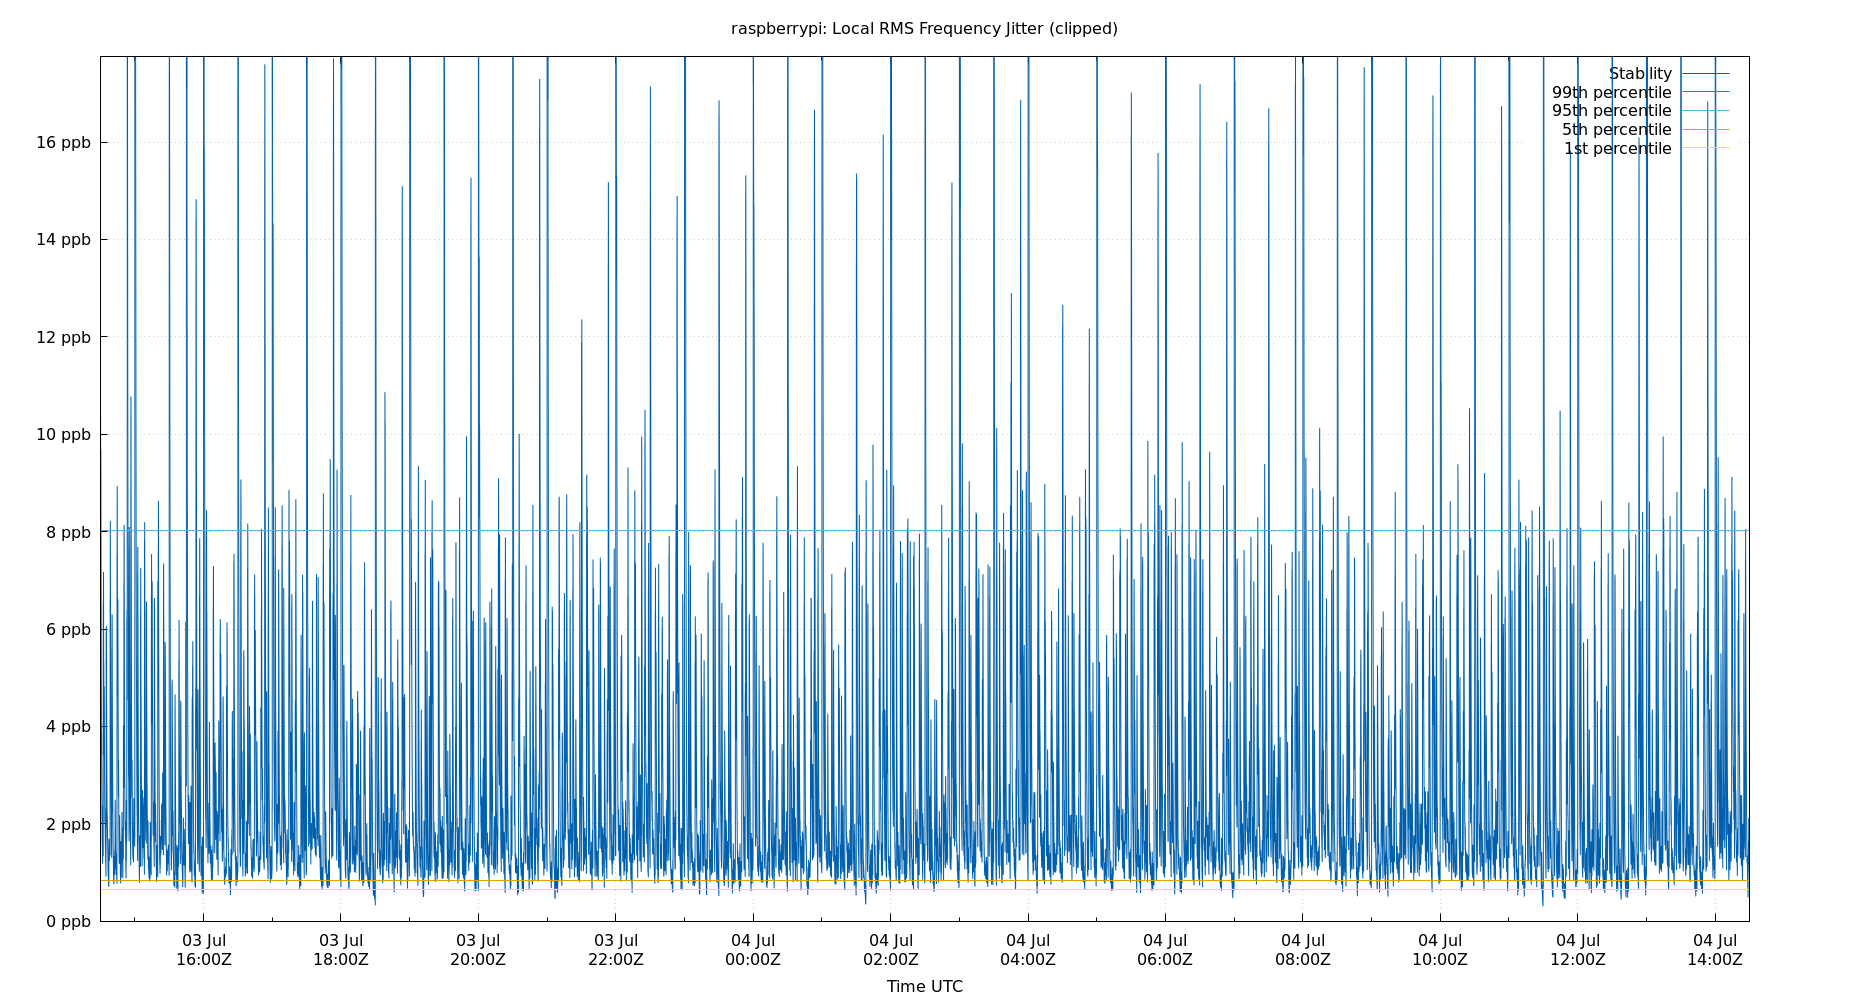 raspberrypi: Local RMS Frequency Jitter (clipped)
Stability
99th percentile
95th percentile
5th percentile
1st percentile
16 ppb
14 ppb
12 ppb
10 ppb
8 ppb
6 ppb
4 ppb
2 ppb
0 ppb
03 Jul 03 Jul 03 Jul 03 Jul 04 Jul 04 Jul 04 Jul 04 Jul 04 Jul 04 Jul 04 Jul 04 Jul
16:00Z 18:00Z 20:00Z 22:00Z 00:00Z 02:00Z 04:00Z 06:00Z 08:00Z 10:00Z 12:00Z 14:00Z
Time UTC